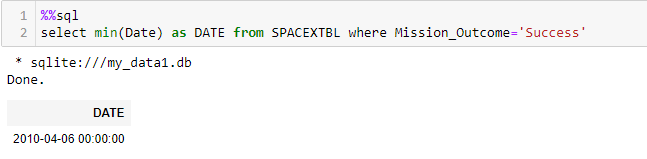 1 %%sql
2 select min(Date) as DATE from SPACEXTBL where Mission_Outcome='Success'
* sqlite:///my_data1.db
Done.
DATE
2010-04-06 00:00:00